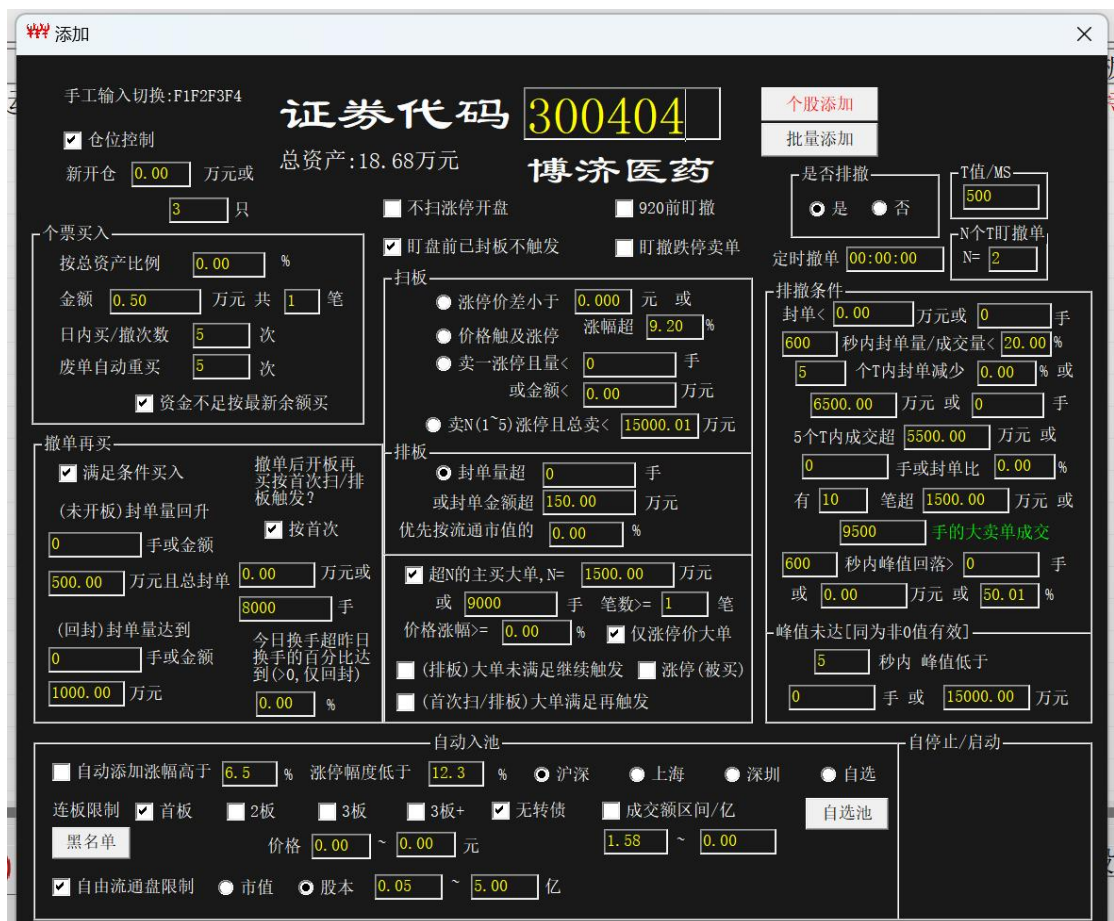 添加
手工输入切换:F1F2F3F4
证券代码 300404
个股添加
批量添加
仓位控制
总资产:18.68万元
博济医药
新开仓 0.00 万元或
3 只
不扫涨停开盘
920前盯撤
盯盘前已封板不触发
盯撤跌停卖单
是否排撤
是 否
T值/MS
500
N个T盯撤单
N= 2
定时撤单 00:00:00
个票买入
按总资产比例 0.00 %
金额 0.50 万元 共 1 笔
日内买/撤次数 5 次
废单自动重买 5 次
资金不足按最新余额买
扫板
涨停价差小于 0.000 元 或
价格触及涨停 涨幅超 9.20 %
卖一涨停且量< 0 手
或金额< 0.00 万元
卖N(1~5)涨停且总卖< 15000.01 万元
排撤条件
封单< 0.00 万元或 0 手
600 秒内封单量/成交量< 20.00 %
5 个T内封单减少 0.00 % 或
6500.00 万元 或 0 手
5个T内成交超 5500.00 万元 或
0 手或封单比 0.00 %
有 10 笔超 1500.00 万元 或
9500 手的大卖单成交
600 秒内峰值回落> 0 手
或 0.00 万元 或 50.01 %
撤单再买
满足条件买入
撤单后开板再
买按首次扫/排
板触发?
按首次
(未开板)封单量回升
0 手或金额
500.00 万元且总封单 0.00 万元或
8000 手
(回封)封单量达到
0 手或金额
1000.00 万元
今日换手超昨日
换手的百分比达
到(>0,仅回封)
0.00 %
排板
封单量超 0 手
或封单金额超 150.00 万元
优先按流通市值的 0.00 %
超N的主买大单,N= 1500.00 万元
或 9000 手 笔数>= 1 笔
价格涨幅>= 0.00 % 仅涨停价大单
(排板)大单未满足继续触发 涨停(被买)
(首次扫/排板)大单满足再触发
峰值未达[同为非0值有效]
5 秒内 峰值低于
0 手 或 15000.00 万元
自动入池
自动添加涨幅高于 6.5 % 涨停幅度低于 12.3 % 沪深 上海 深圳 自选
连板限制 首板 2板 3板 3板+ 无转债 成交额区间/亿 自选池
黑名单 价格 0.00 ~ 0.00 元 1.58 ~ 0.00
自由流通盘限制 市值 股本 0.05 ~ 5.00 亿
自停止/启动